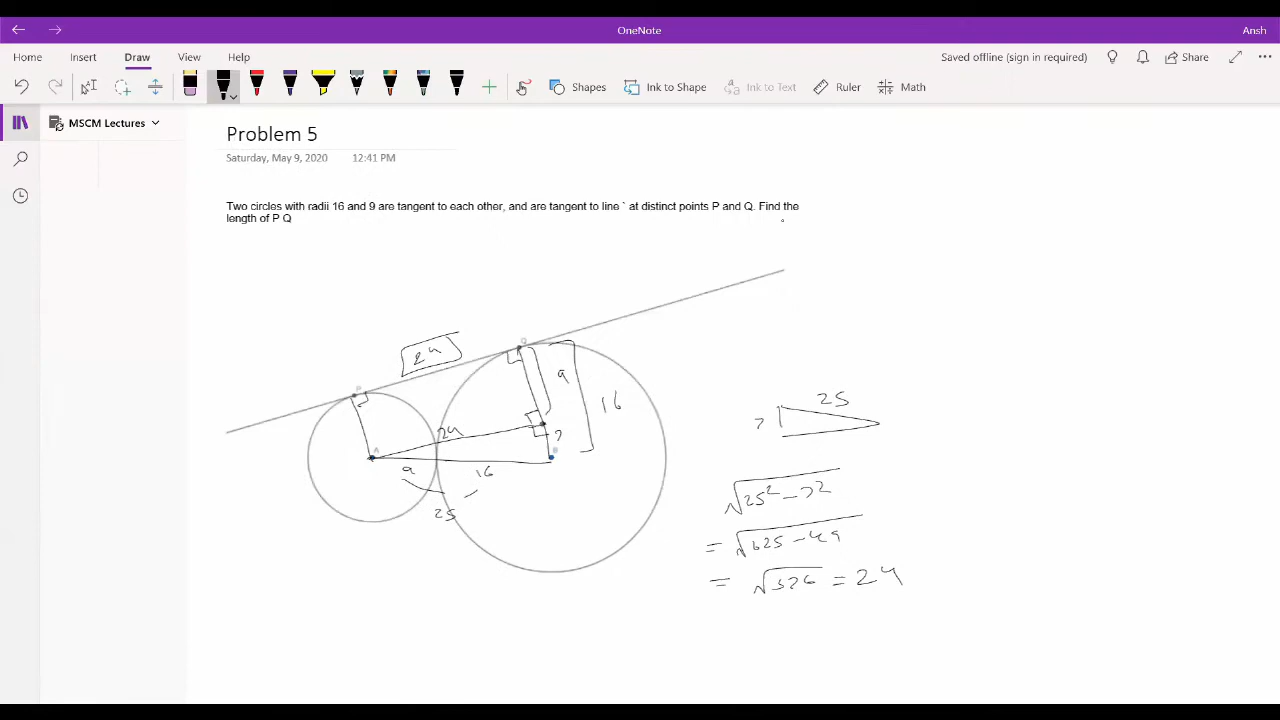 OneNote
Ansh
Home Insert Draw View Help
Saved offline (sign in required)
Share
Shapes
Ink to Shape
Ink to Text
Ruler
Math
MSCM Lectures
Problem 5
Saturday, May 9, 2020 12:41 PM
Two circles with radii 16 and 9 are tangent to each other, and are tangent to line ` at distinct points P and Q. Find the
length of P Q
Q
24
P
9
16
24
7
A
B
9
16
25
25
7
√25² - 7²
= √625 - 49
= √576 = 24